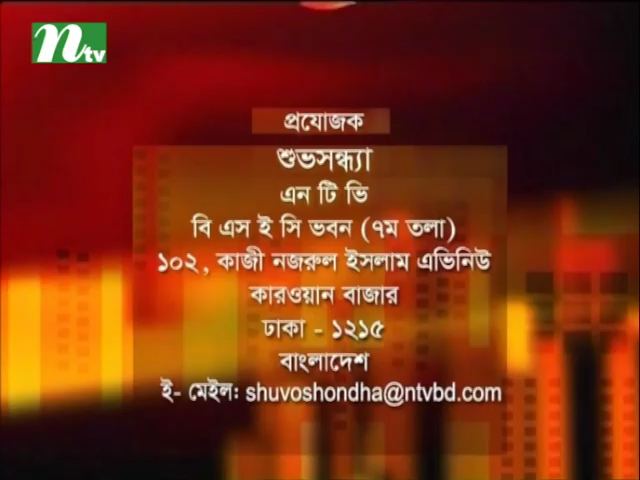 ntv
প্রযোজক
শুভসন্ধ্যা
এন টি ভি
বি এস ই সি ভবন (৭ম তলা)
১০২, কাজী নজরুল ইসলাম এভিনিউ
কারওয়ান বাজার
ঢাকা - ১২১৫
বাংলাদেশ
ই- মেইল: shuvoshondha@ntvbd.com